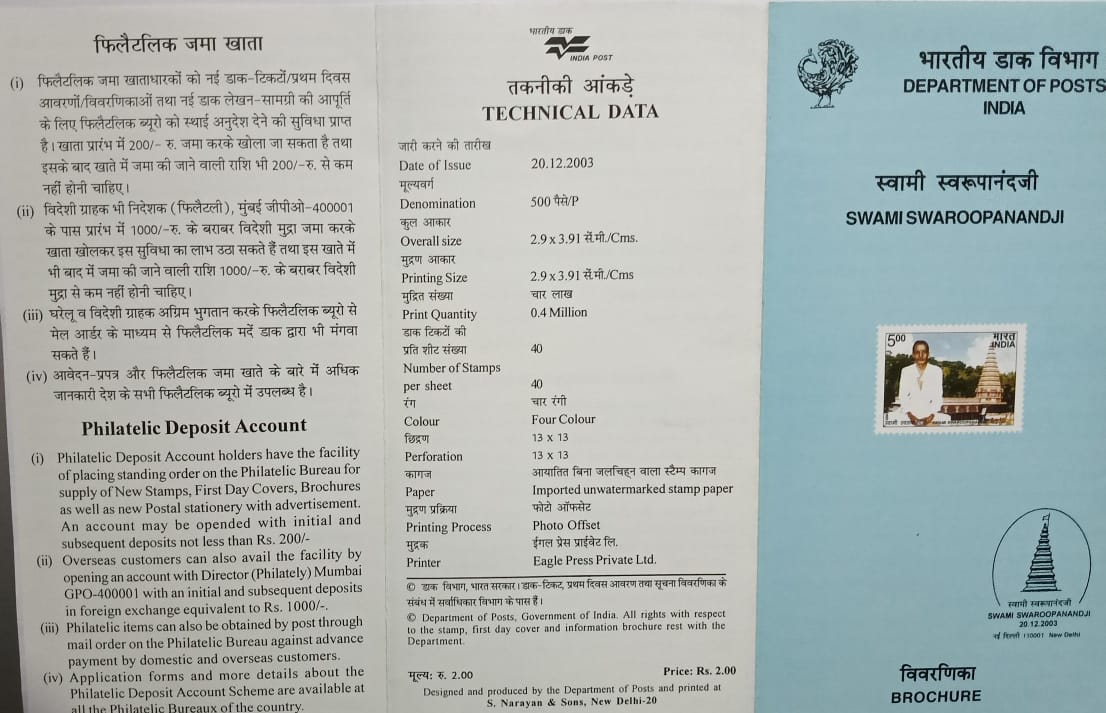 फिलैटलिक जमा खाता
(i) फिलैटलिक जमा खाताधारकों को नई डाक-टिकटों/प्रथम दिवस
आवरणों/विवरणिकाओं तथा नई डाक लेखन-सामग्री की आपूर्ति
के लिए फिलैटलिक ब्यूरो को स्थाई अनुदेश देने की सुविधा प्राप्त
है। खाता प्रारंभ में 200/- रु. जमा करके खोला जा सकता है तथा
इसके बाद खाते में जमा की जाने वाली राशि भी 200/-रु. से कम
नहीं होनी चाहिए।
(ii) विदेशी ग्राहक भी निदेशक (फिलैटली), मुंबई जीपीओ-400001
के पास प्रारंभ में 1000/-रु. के बराबर विदेशी मुद्रा जमा करके
खाता खोलकर इस सुविधा का लाभ उठा सकते हैं तथा इस खाते में
भी बाद में जमा की जाने वाली राशि 1000/-रु. के बराबर विदेशी
मुद्रा से कम नहीं होनी चाहिए।
(iii) घरेलू व विदेशी ग्राहक अग्रिम भुगतान करके फिलैटलिक ब्यूरो से
मेल आर्डर के माध्यम से फिलैटलिक मदें डाक द्वारा भी मंगवा
सकते हैं।
(iv) आवेदन-प्रपत्र और फिलैटलिक जमा खाते के बारे में अधिक
जानकारी देश के सभी फिलैटलिक ब्यूरो में उपलब्ध है।
Philatelic Deposit Account
(i) Philatelic Deposit Account holders have the facility
of placing standing order on the Philatelic Bureau for
supply of New Stamps, First Day Covers, Brochures
as well as new Postal stationery with advertisement.
An account may be opended with initial and
subsequent deposits not less than Rs. 200/-
(ii) Overseas customers can also avail the facility by
opening an account with Director (Philately) Mumbai
GPO-400001 with an initial and subsequent deposits
in foreign exchange equivalent to Rs. 1000/-.
(iii) Philatelic items can also be obtained by post through
mail order on the Philatelic Bureau against advance
payment by domestic and overseas customers.
(iv) Application forms and more details about the
Philatelic Deposit Account Scheme are available at
all the Philatelic Bureaux of the country.
भारतीय डाक
INDIA POST
तकनीकी आंकड़े
TECHNICAL DATA
जारी करने की तारीख
Date of Issue 20.12.2003
मूल्यवर्ग
Denomination 500 पैसे/P
कुल आकार
Overall size 2.9 x 3.91 सें.मी./Cms.
मुद्रण आकार
Printing Size 2.9 x 3.91 सें.मी./Cms
मुद्रित संख्या चार लाख
Print Quantity 0.4 Million
डाक टिकटों की
प्रति शीट संख्या 40
Number of Stamps
per sheet 40
रंग चार रंगी
Colour Four Colour
छिद्रण 13 x 13
Perforation 13 x 13
कागज आयातित बिना जलचिह्न वाला स्टैम्प कागज
Paper Imported unwatermarked stamp paper
मुद्रण प्रक्रिया फोटो ऑफसेट
Printing Process Photo Offset
मुद्रक ईगल प्रेस प्राईवेट लि.
Printer Eagle Press Private Ltd.
© डाक विभाग, भारत सरकार। डाक-टिकट, प्रथम दिवस आवरण तथा सूचना विवरणिका के
संबंध में सर्वाधिकार विभाग के पास हैं।
© Department of Posts, Government of India. All rights with respect
to the stamp, first day cover and information brochure rest with the
Department.
मूल्य: रु. 2.00 Price: Rs. 2.00
Designed and produced by the Department of Posts and printed at
S. Narayan & Sons, New Delhi-20
भारतीय डाक विभाग
DEPARTMENT OF POSTS
INDIA
स्वामी स्वरूपानंदजी
SWAMI SWAROOPANANDJI
500 भारत
INDIA
स्वामी स्वरूपानंदजी
SWAMI SWAROOPANANDJI
20.12.2003
नई दिल्ली 110001 New Delhi
विवरणिका
BROCHURE